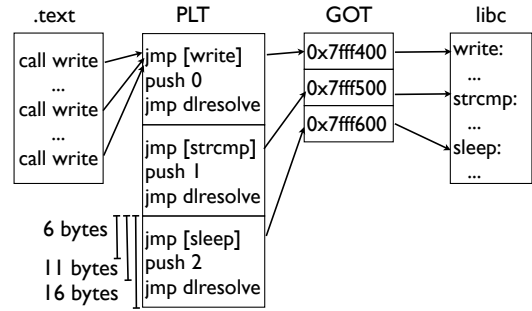 .text
PLT
GOT
libc
call write
...
call write
...
call write
jmp [write]
push 0
jmp dlresolve
jmp [strcmp]
push 1
jmp dlresolve
jmp [sleep]
push 2
jmp dlresolve
6 bytes
11 bytes
16 bytes
0x7fff400
0x7fff500
0x7fff600
write:
...
strcmp:
...
sleep:
...